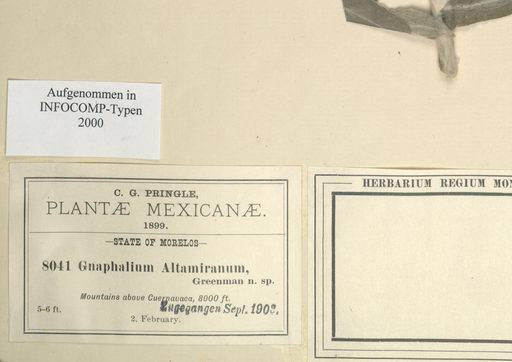 Aufgenommen in
INFOCOMP-Typen
2000
C. G. PRINGLE,
PLANTÆ MEXICANÆ.
1899.
—STATE OF MORELOS—
8041 Gnaphalium Altamiranum,
Greenman n. sp.
Mountains above Cuernavaca, 8000 ft.
5-6 ft.
Eingegangen Sept. 1900.
2, February.
HERBARIUM REGIUM MON